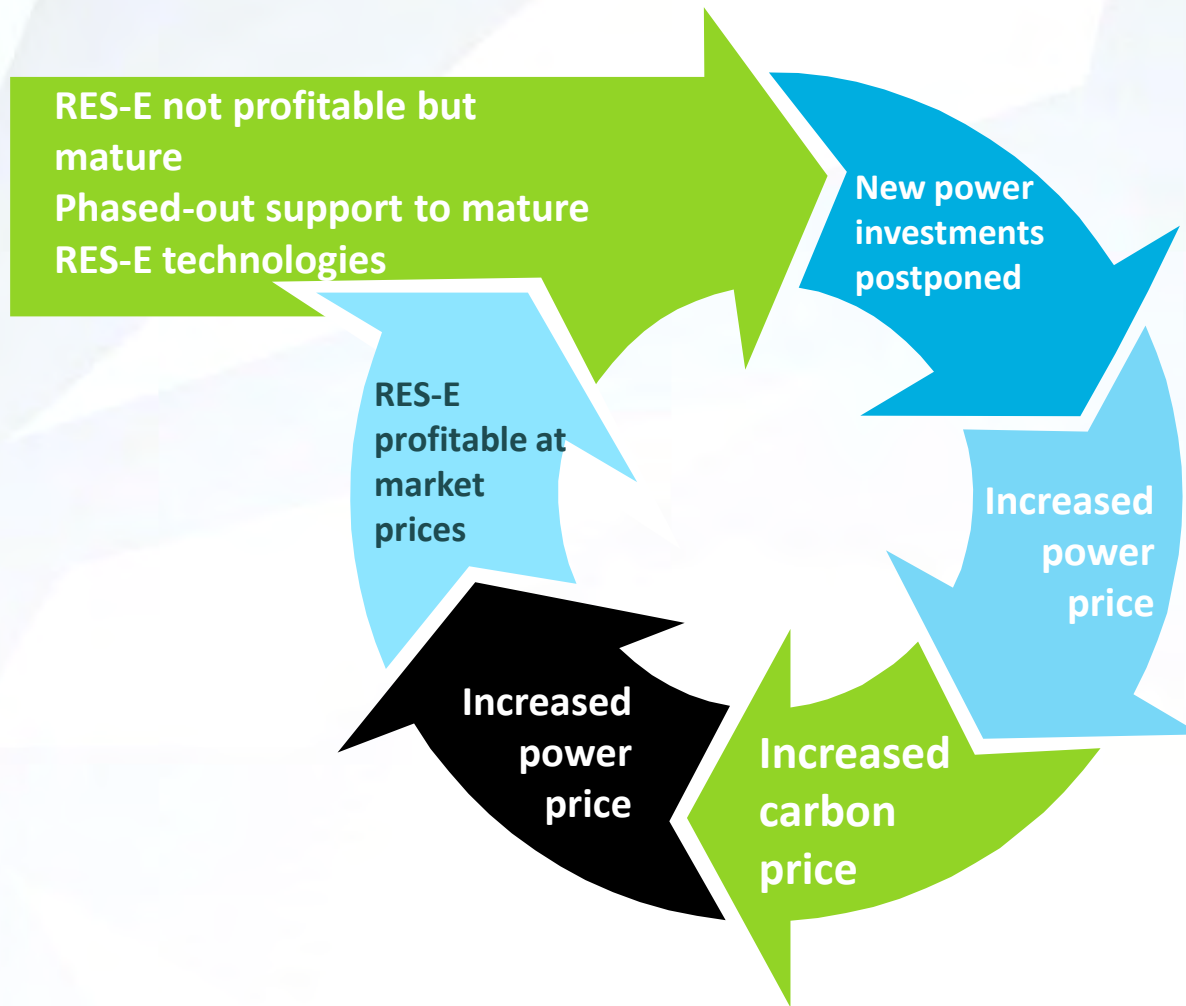 RES-E not profitable but
mature
Phased-out support to mature
RES-E technologies
New power
investments
postponed
Increased
power
price
Increased
carbon
price
Increased
power
price
RES-E
profitable at
market
prices